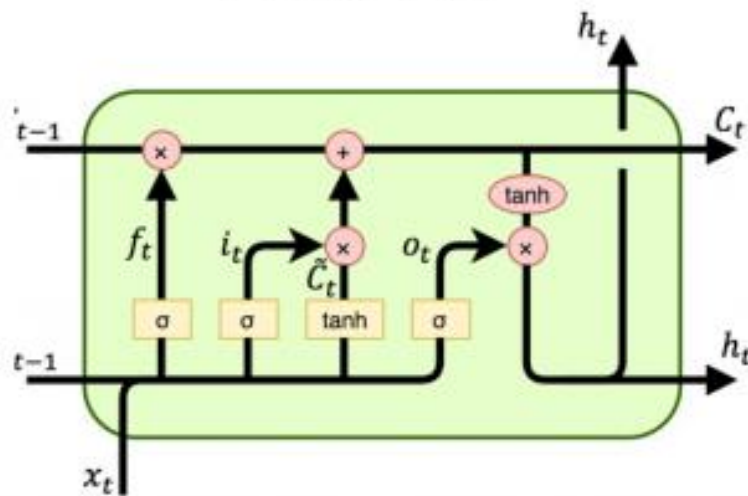 h_t
t-1
C_t
× +
tanh
f_t i_t × o_t ×
C̃_t
σ σ tanh σ
t-1
h_t
x_t